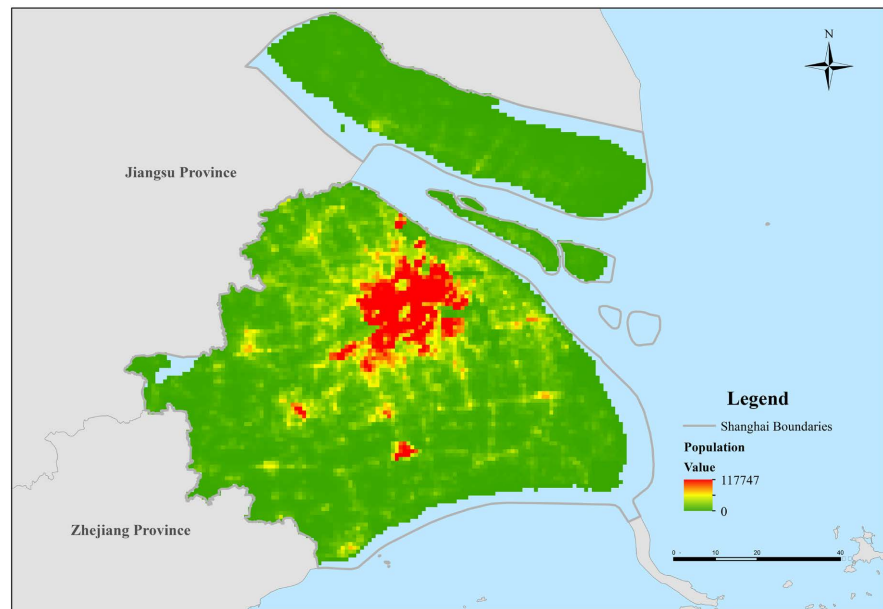 N
Jiangsu Province
Legend
Shanghai Boundaries
Population
Value
117747
0
Zhejiang Province
0 10 20 40